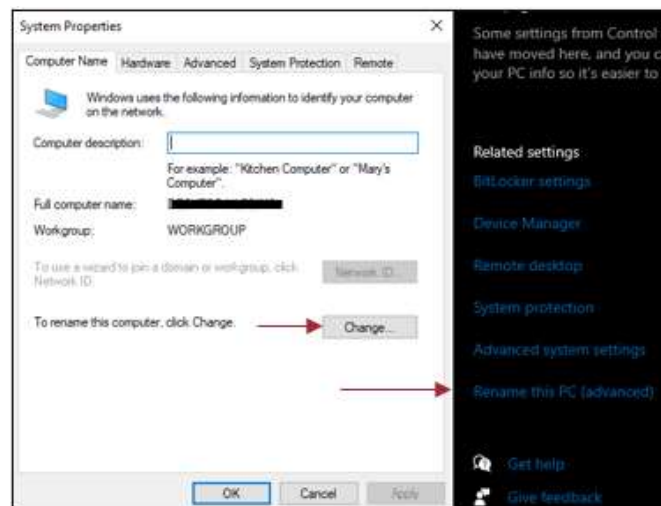 System Properties
Computer Name Hardware Advanced System Protection Remote
Windows uses the following information to identify your computer
on the network.
Computer description:
For example: "Kitchen Computer" or "Mary's
Computer".
Full computer name:
Workgroup: WORKGROUP
To use a wizard to join a domain or workgroup, click
Network ID.
Network ID...
To rename this computer, click Change.
Change...
OK Cancel Apply
Some settings from Control
have moved here, and you c
your PC info so it's easier to
Related settings
BitLocker settings
Device Manager
Remote desktop
System protection
Advanced system settings
Rename this PC (advanced)
Get help
Give feedback